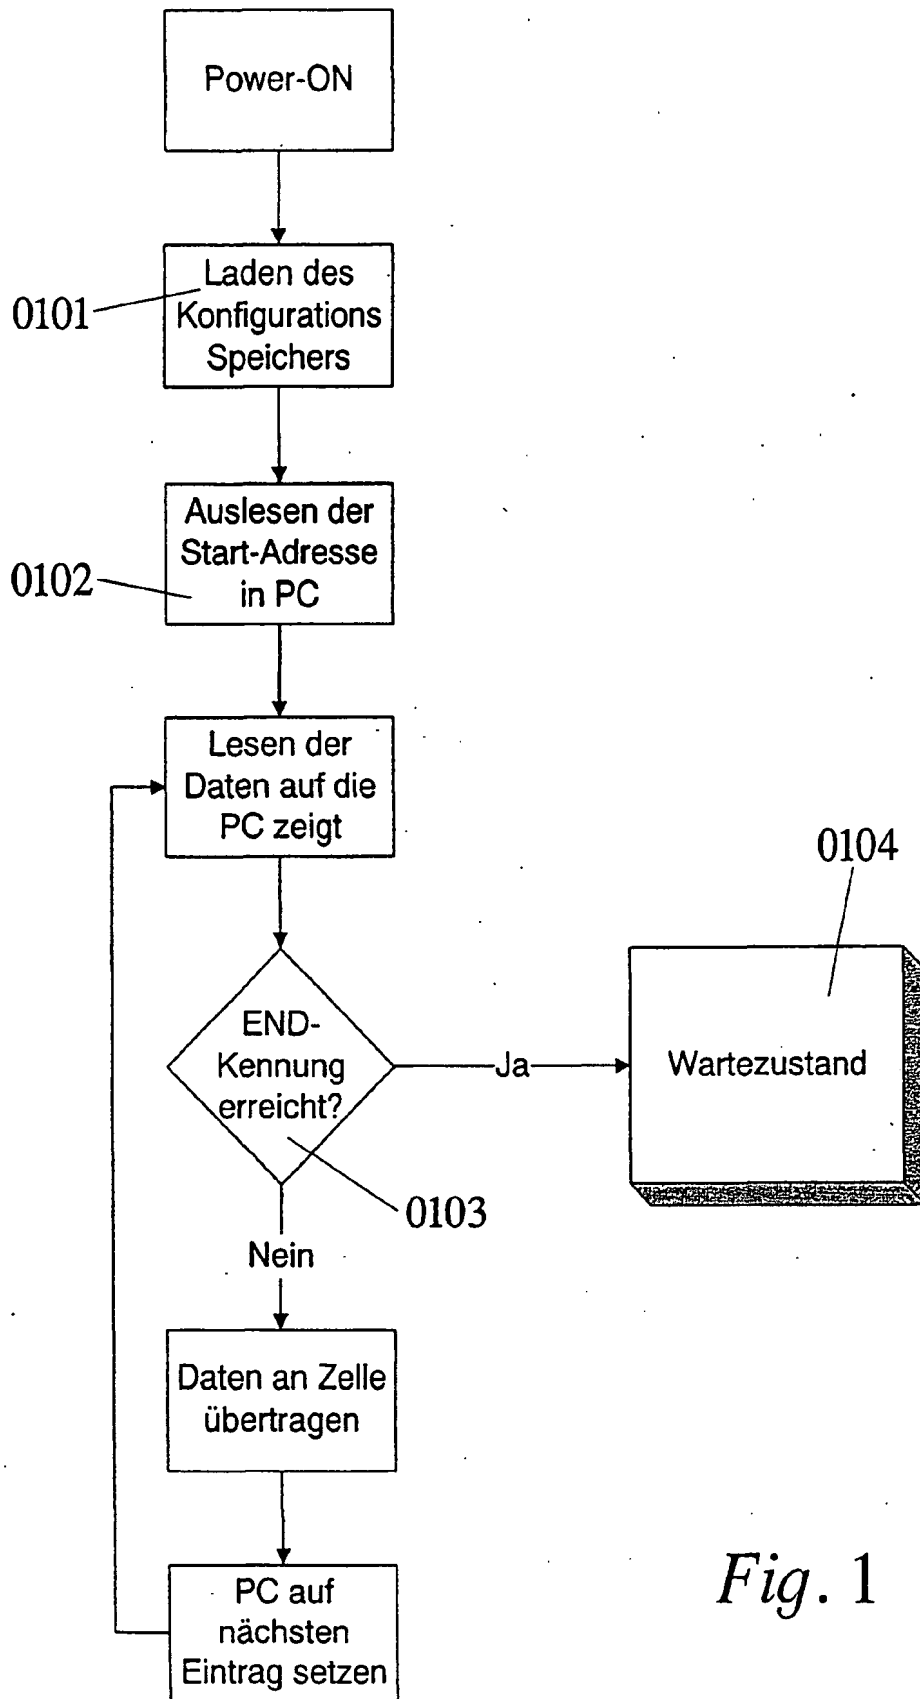 Power-ON
0101
Laden des
Konfigurations
Speichers
0102
Auslesen der
Start-Adresse
in PC
Lesen der
Daten auf die
PC zeigt
END-
Kennung
erreicht?
Ja
0104
Wartezustand
0103
Nein
Daten an Zelle
übertragen
PC auf
nächsten
Eintrag setzen
Fig. 1